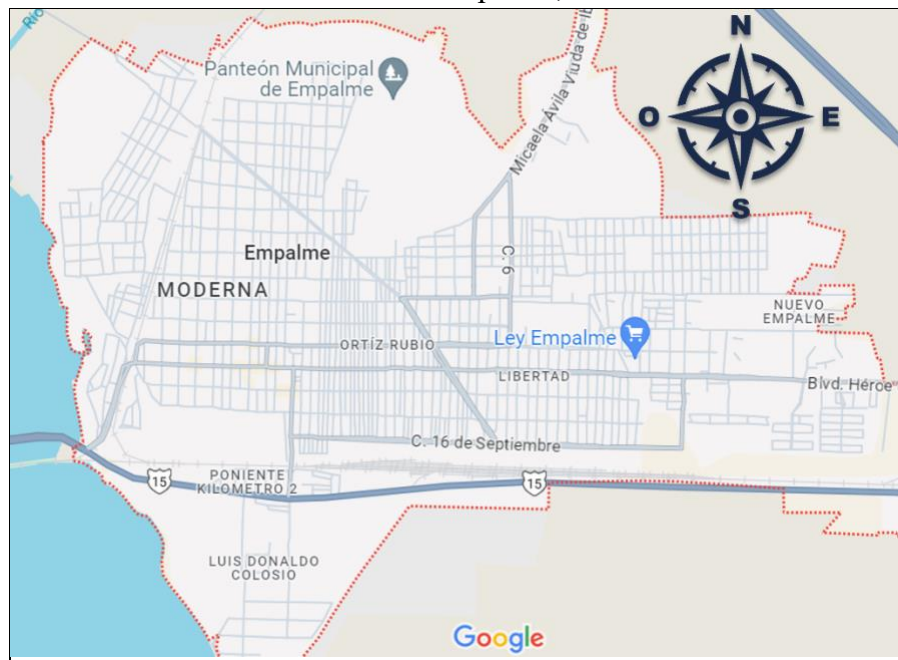 Río
Panteón Municipal
de Empalme
Micaela Ávila Viuda de Ib
N
O
E
S
C. 6
Empalme
MODERNA
NUEVO
EMPALME
Ley Empalme
ORTÍZ RUBIO
LIBERTAD
Blvd. Héroe
C. 16 de Septiembre
15
PONIENTE
KILOMETRO 2
15
LUIS DONALDO
COLOSIO
Google